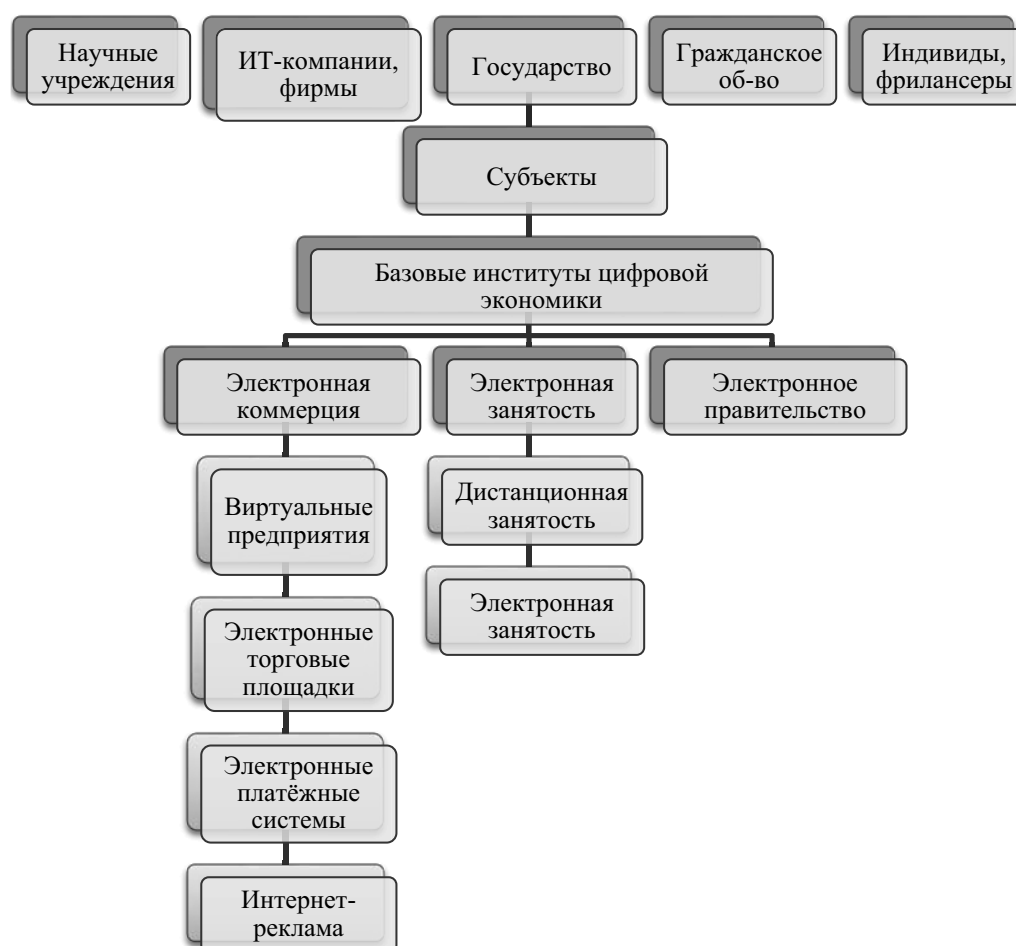 Научные
учреждения
ИТ-компании,
фирмы
Государство
Гражданское
об-во
Индивиды,
фрилансеры
Субъекты
Базовые институты цифровой
экономики
Электронная
коммерция
Электронная
занятость
Электронное
правительство
Виртуальные
предприятия
Дистанционная
занятость
Электронные
торговые
площадки
Электронная
занятость
Электронные
платёжные
системы
Интернет-
реклама